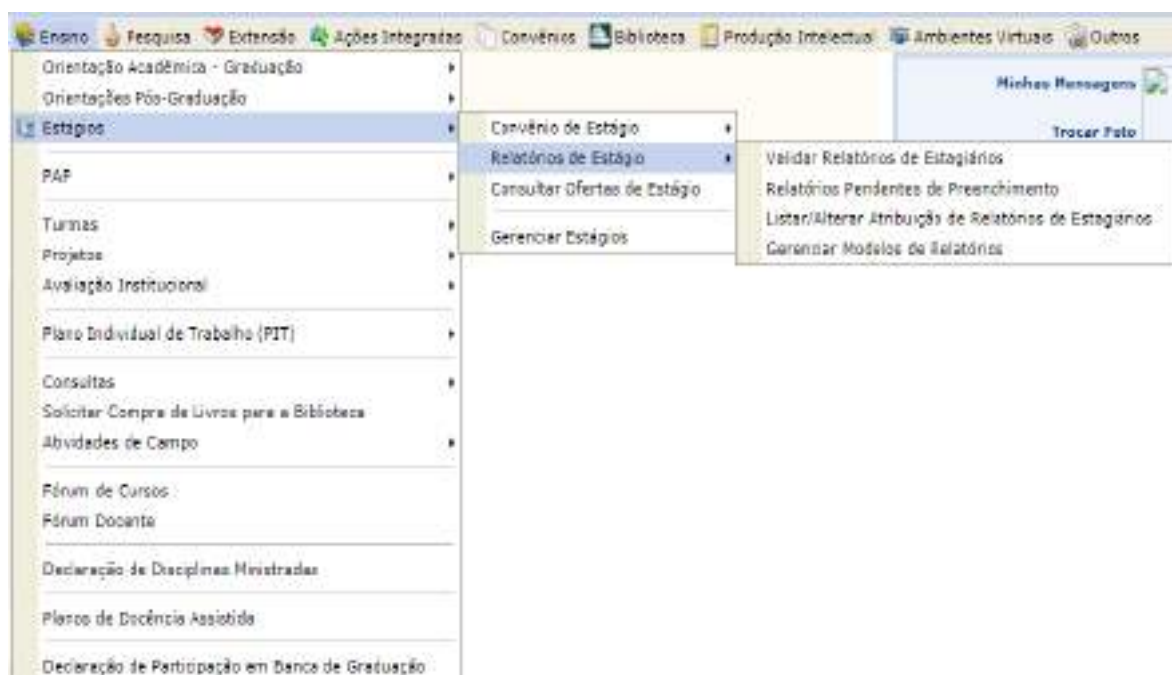 Ensino Pesquisa Extensão Ações Integradas Convênios Biblioteca Produção Intelectual Ambientes Virtuais Outros
Orientação Acadêmica - Graduação
Orientações Pós-Graduação
Estágios
PAP
Turmas
Projetos
Avaliação Institucional
Plano Individual de Trabalho (PIT)
Consultas
Solicitar Compra de Livros para a Biblioteca
Atividades de Campo
Fórum de Cursos
Fórum Docente
Declaração de Disciplinas Ministradas
Planos de Docência Assistida
Declaração de Participação em Banca de Graduação
Convênio de Estágio
Relatórios de Estágio
Consultar Ofertas de Estágio
Gerenciar Estágios
Validar Relatórios de Estagiários
Relatórios Pendentes de Preenchimento
Listar/Alterar Atribuição de Relatórios de Estagiários
Gerenciar Modelos de Relatórios
Minhas Mensagens
Trocar Foto